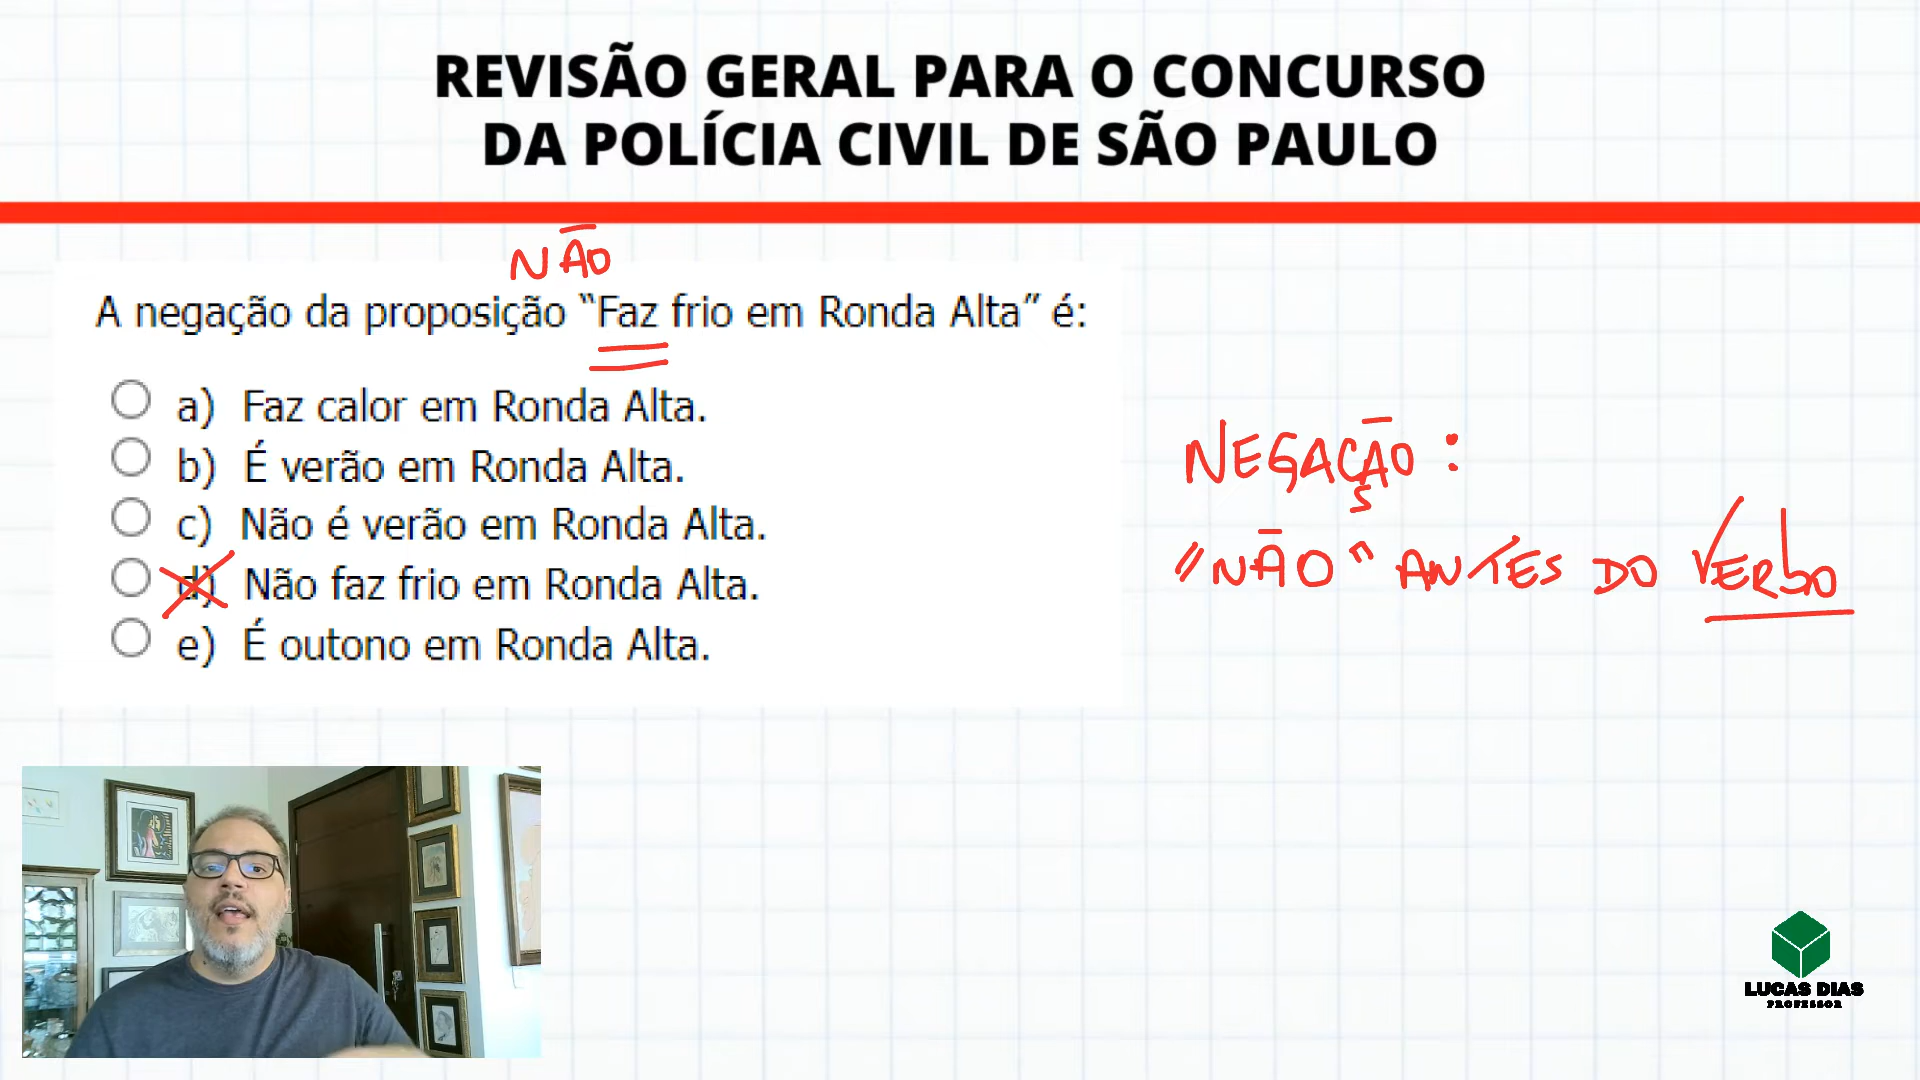 REVISÃO GERAL PARA O CONCURSO
DA POLÍCIA CIVIL DE SÃO PAULO
NÃO
A negação da proposição “Faz frio em Ronda Alta” é:
a) Faz calor em Ronda Alta.
b) É verão em Ronda Alta.
c) Não é verão em Ronda Alta.
d) Não faz frio em Ronda Alta.
e) É outono em Ronda Alta.
NEGAÇÃO:
"NÃO" ANTES DO VERBO
LUCAS DIAS
PROFESSOR